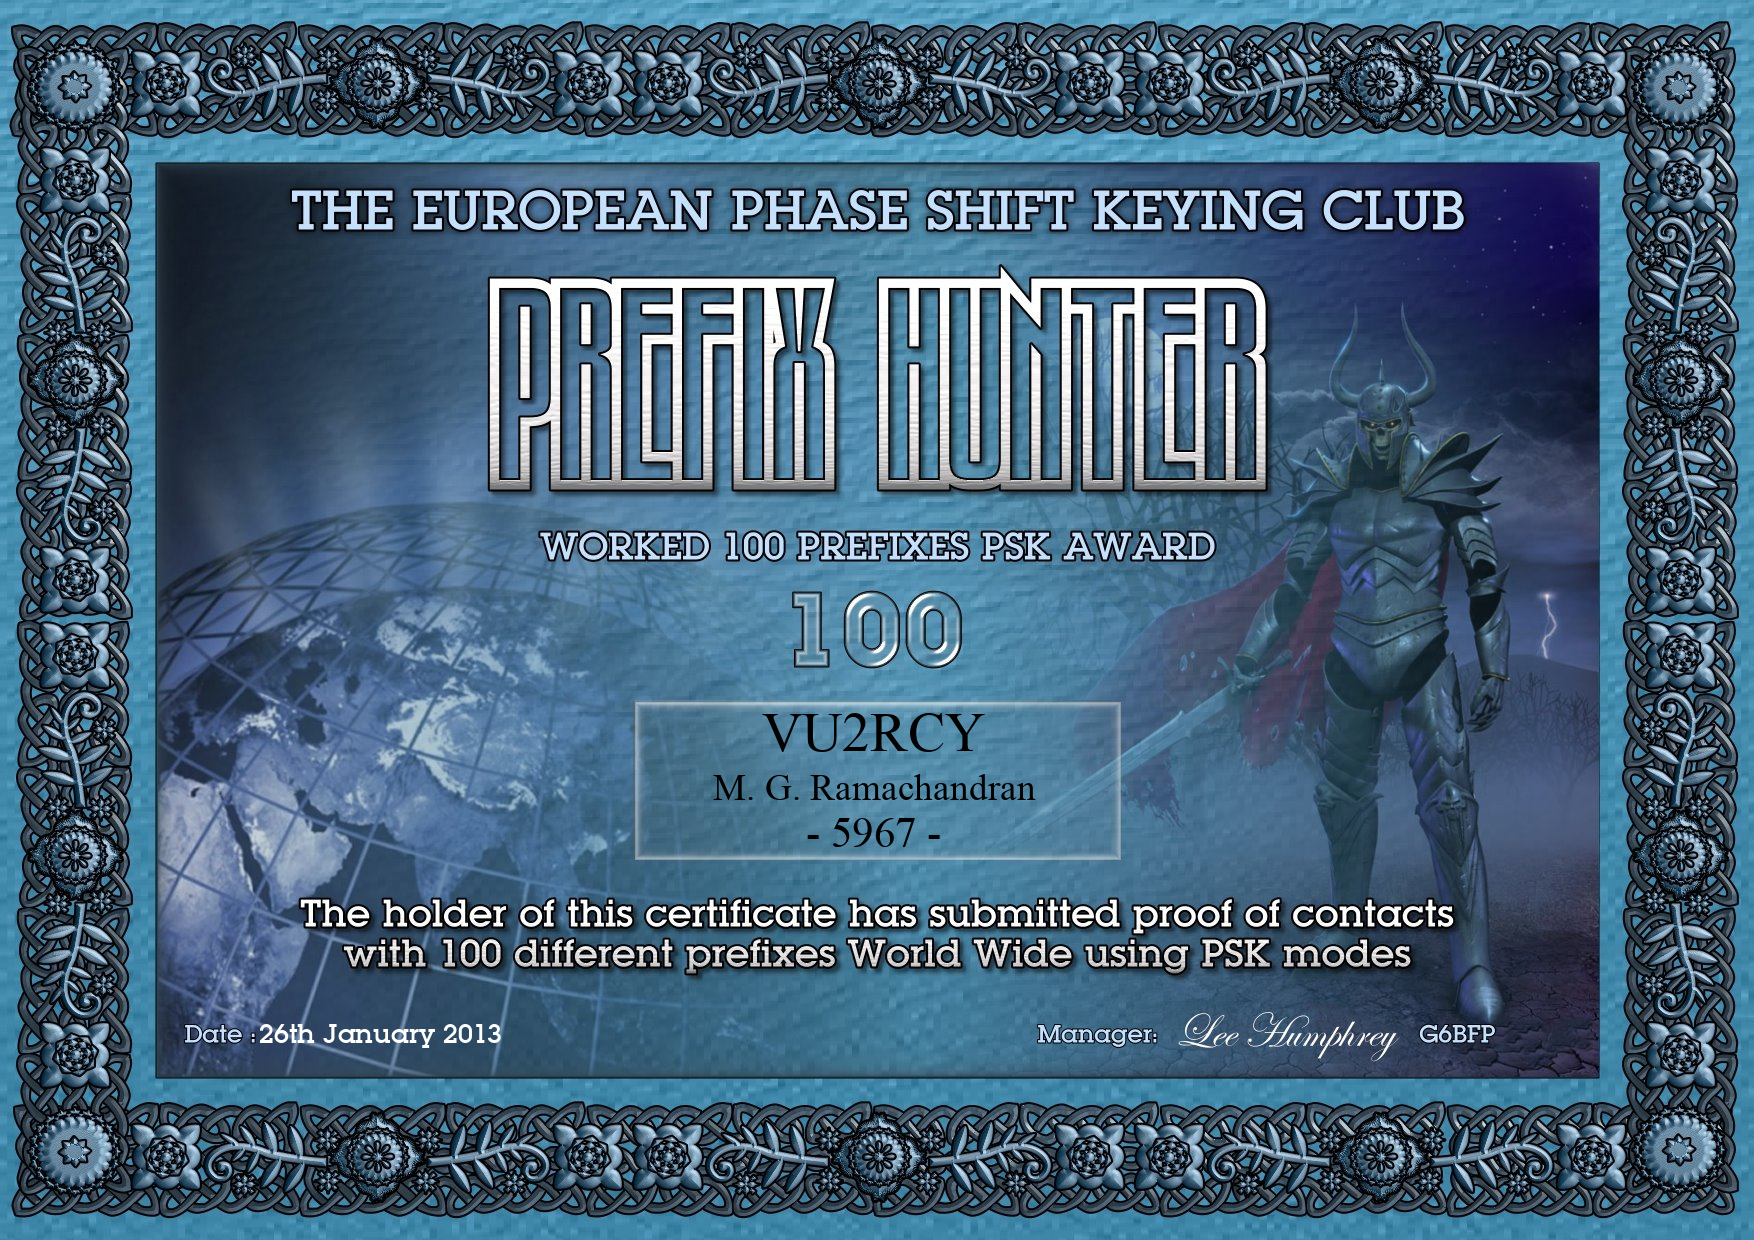 THE EUROPEAN PHASE SHIFT KEYING CLUB
PREFIX HUNTER
WORKED 100 PREFIXES PSK AWARD
100
VU2RCY
M. G. Ramachandran
- 5967 -
The holder of this certificate has submitted proof of contacts
with 100 different prefixes World Wide using PSK modes
Date : 26th January 2013 Manager: Lee Humphrey G6BFP